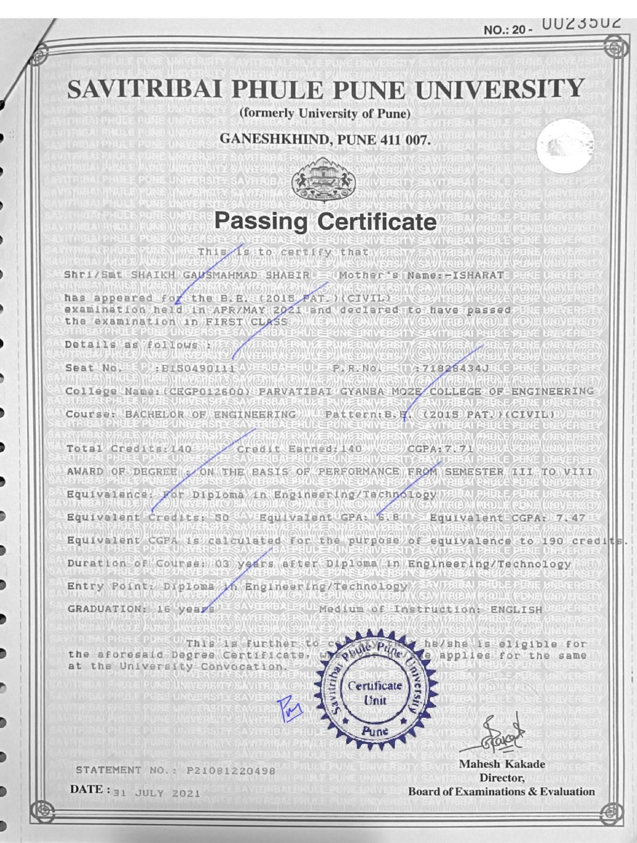 NO.: 20 - 0023502
SAVITRIBAI PHULE PUNE UNIVERSITY
(formerly University of Pune)
GANESHKHIND, PUNE 411 007.
Passing Certificate
This is to certify that
Shri/Smt SHAIKH GAUSMAHMAD SHABIR Mother's Name:-ISHARAT
has appeared for the B.E. (2015 PAT.)(CIVIL)
examination held in APR/MAY 2021 and declared to have passed
the examination in FIRST CLASS
Details as follows :
Seat No. :B150490111 P.R.No. :71828434J
College Name:(CEGP012600) PARVATIBAI GYANBA MOZE COLLEGE OF ENGINEERING
Course: BACHELOR OF ENGINEERING Pattern:B.E. (2015 PAT.)(CIVIL)
Total Credits:140 Credit Earned:140 CGPA:7.71
AWARD OF DEGREE : ON THE BASIS OF PERFORMANCE FROM SEMESTER III TO VIII
Equivalence: For Diploma in Engineering/Technology
Equivalent Credits: 50 Equivalent GPA: 6.8 Equivalent CGPA: 7.47
Equivalent CGPA is calculated for the purpose of equivalence to 190 credits.
Duration of Course: 03 years after Diploma in Engineering/Technology
Entry Point: Diploma in Engineering/Technology
GRADUATION: 16 years Medium of Instruction: ENGLISH
This is further to he/she is eligible for
the aforesaid Degree Certificate, applies for the same
at the University Convocation.
Savitribai Phule Pune University
Certificate
Unit
Pune
Mahesh Kakade
Director,
Board of Examinations & Evaluation
STATEMENT NO.: P21081220498
DATE : 31 JULY 2021